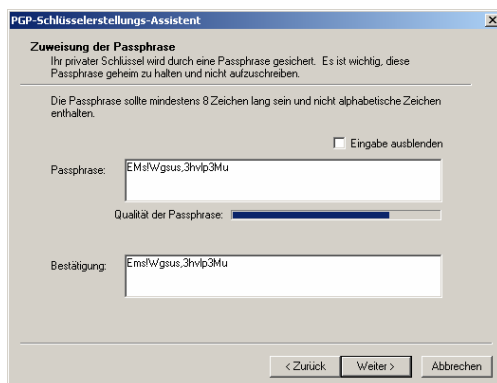 PGP-Schlüsselerstellungs-Assistent
Zuweisung der Passphrase
Ihr privater Schlüssel wird durch eine Passphrase gesichert. Es ist wichtig, diese
Passphrase geheim zu halten und nicht aufzuschreiben.
Die Passphrase sollte mindestens 8 Zeichen lang sein und nicht alphabetische Zeichen
enthalten.
Eingabe ausblenden
Passphrase: EMs!Wgsus,3hvlp3Mu
Qualität der Passphrase:
Bestätigung: Ems!Wgsus,3hvlp3Mu
< Zurück Weiter > Abbrechen